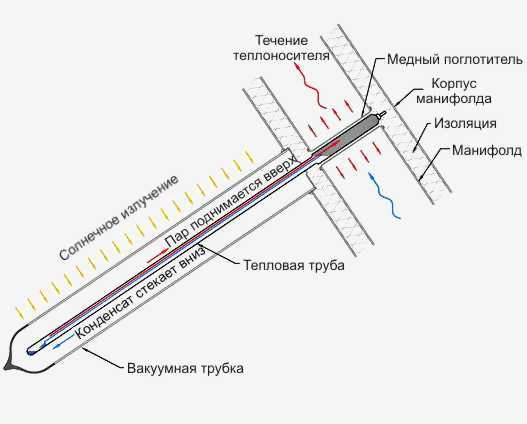 Течение
теплоносителя
Медный поглотитель
Корпус
манифолда
Изоляция
Манифолд
Солнечное излучение
Пар поднимается вверх
Конденсат стекает вниз
Тепловая труба
Вакуумная трубка